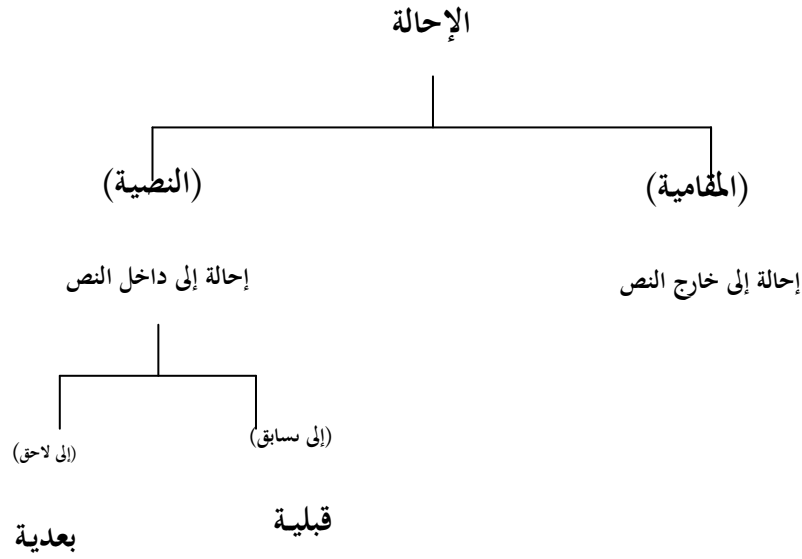 الإحالة
(المقامية)
(النصية)
إحالة إلى خارج النص
إحالة إلى داخل النص
(إلى سابق)
(إلى لاحق)
قبلية
بعدية